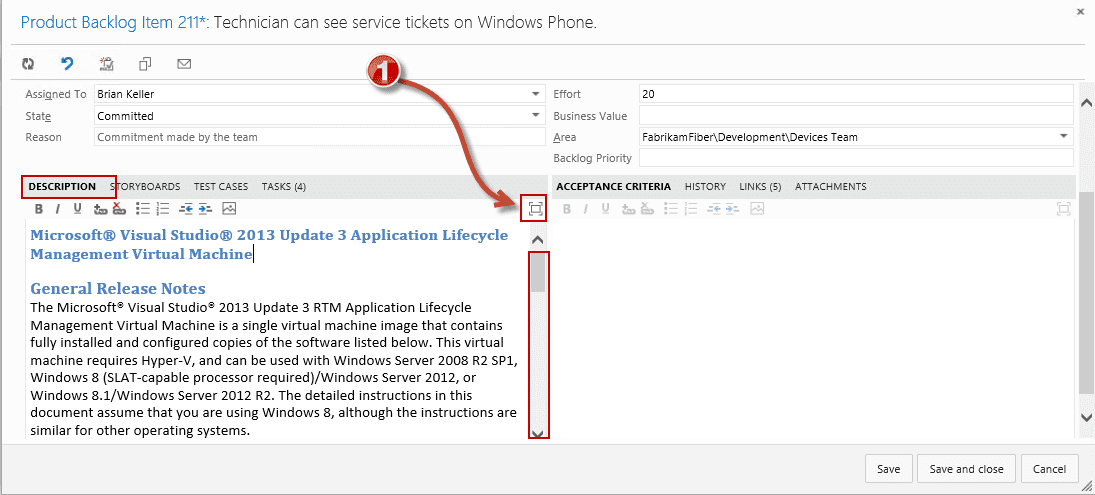 Product Backlog Item 211*: Technician can see service tickets on Windows Phone.
1
Assigned To Brian Keller
State Committed
Reason Commitment made by the team
Effort 20
Business Value
Area FabrikamFiber\Development\Devices Team
Backlog Priority
DESCRIPTION STORYBOARDS TEST CASES TASKS (4)
ACCEPTANCE CRITERIA HISTORY LINKS (5) ATTACHMENTS
B I U
B I U
Microsoft® Visual Studio® 2013 Update 3 Application Lifecycle
Management Virtual Machine
General Release Notes
The Microsoft® Visual Studio® 2013 Update 3 RTM Application Lifecycle
Management Virtual Machine is a single virtual machine image that contains
fully installed and configured copies of the software listed below. This virtual
machine requires Hyper-V, and can be used with Windows Server 2008 R2 SP1,
Windows 8 (SLAT-capable processor required)/Windows Server 2012, or
Windows 8.1/Windows Server 2012 R2. The detailed instructions in this
document assume that you are using Windows 8, although the instructions are
similar for other operating systems.
Save Save and close Cancel